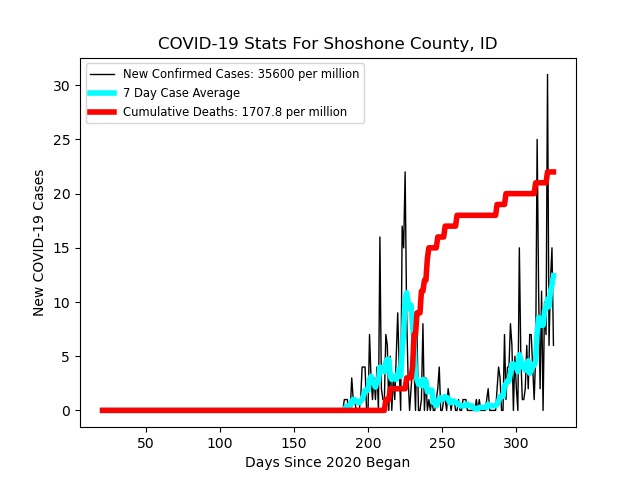 COVID-19 Stats For Shoshone County, ID
New Confirmed Cases: 35600 per million
7 Day Case Average
Cumulative Deaths: 1707.8 per million
New COVID-19 Cases
30
25
20
15
10
5
0
50 100 150 200 250 300
Days Since 2020 Began